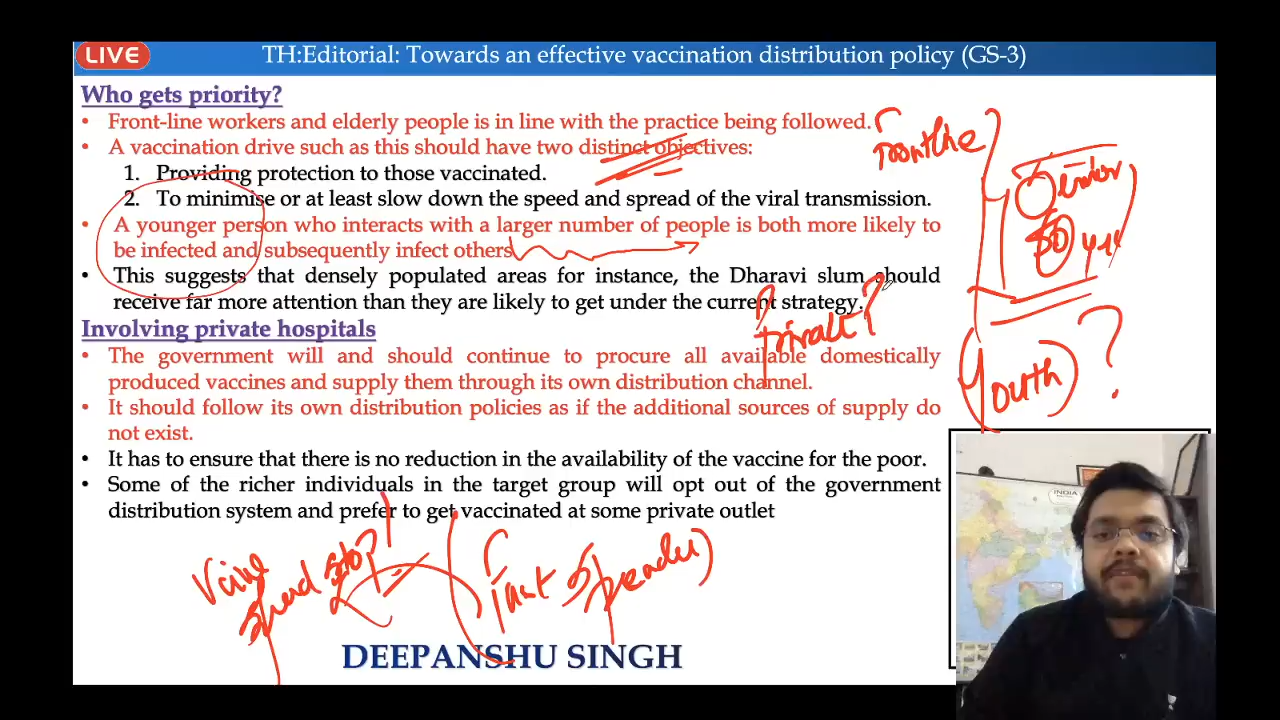 LIVE
TH:Editorial: Towards an effective vaccination distribution policy (GS-3)
Who gets priority?
• Front-line workers and elderly people is in line with the practice being followed.
• A vaccination drive such as this should have two distinct objectives:
1. Providing protection to those vaccinated.
2. To minimise or at least slow down the speed and spread of the viral transmission.
• A younger person who interacts with a larger number of people is both more likely to
be infected and subsequently infect others
• This suggests that densely populated areas for instance, the Dharavi slum should
receive far more attention than they are likely to get under the current strategy.
Involving private hospitals
• The government will and should continue to procure all available domestically
produced vaccines and supply them through its own distribution channel.
• It should follow its own distribution policies as if the additional sources of supply do
not exist.
• It has to ensure that there is no reduction in the availability of the vaccine for the poor.
• Some of the richer individuals in the target group will opt out of the government
distribution system and prefer to get vaccinated at some private outlet
Frontline
Senior
Youth ?
Private ?
stop
Fast Spreader
DEEPANSHU SINGH
INDIA